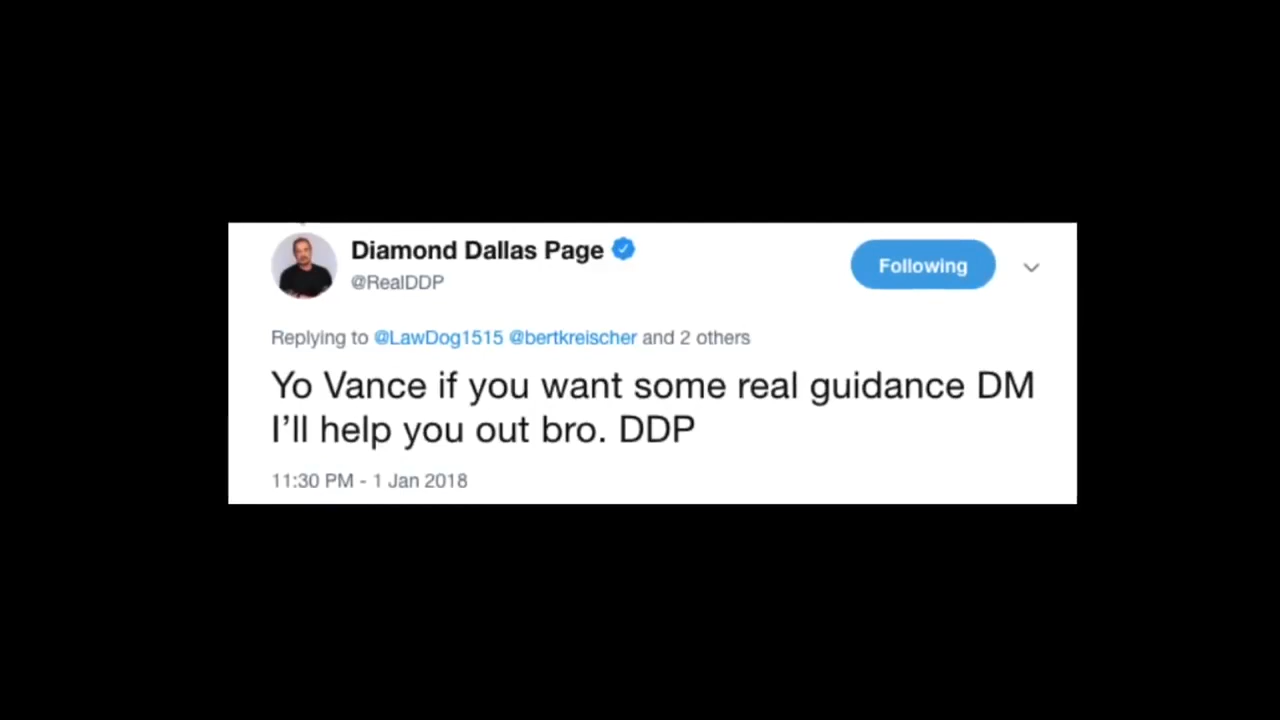 Diamond Dallas Page
@RealDDP
Following
Replying to @LawDog1515 @bertkreischer and 2 others
Yo Vance if you want some real guidance DM
I’ll help you out bro. DDP
11:30 PM - 1 Jan 2018